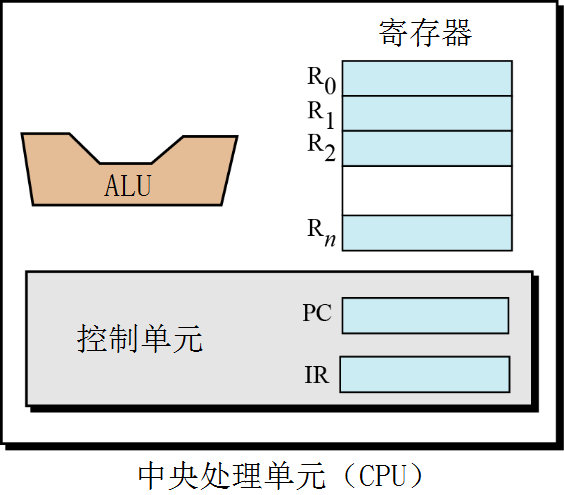 寄存器
R0
R1
R2
ALU
Rn
控制单元
PC
IR
中央处理单元（CPU）